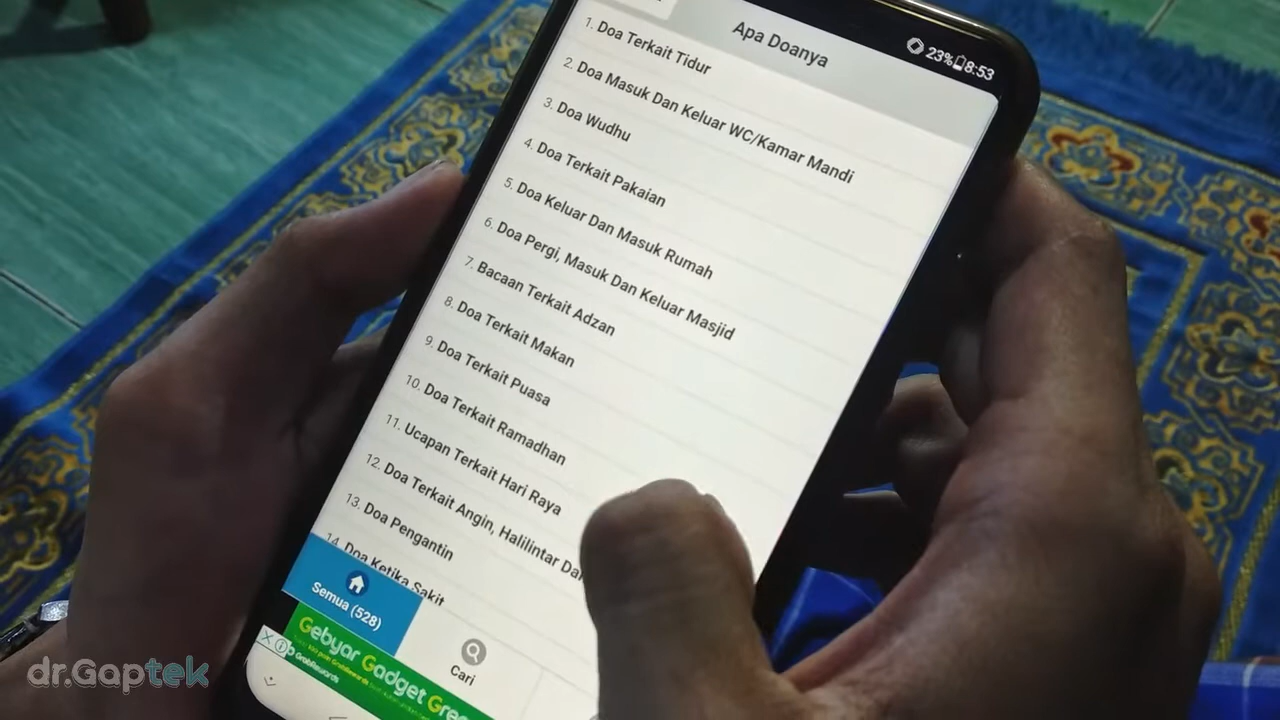 Apa Doanya
23% 8:53
1. Doa Terkait Tidur
2. Doa Masuk Dan Keluar WC/Kamar Mandi
3. Doa Wudhu
4. Doa Terkait Pakaian
5. Doa Keluar Dan Masuk Rumah
6. Doa Pergi, Masuk Dan Keluar Masjid
7. Bacaan Terkait Adzan
8. Doa Terkait Makan
9. Doa Terkait Puasa
10. Doa Terkait Ramadhan
11. Ucapan Terkait Hari Raya
12. Doa Terkait Angin, Halilintar Da
13. Doa Pengantin
14. Doa Ketika Sakit
Semua (528)
Cari
Gebyar Gadget Gre
GrabRewards
dr.Gaptek